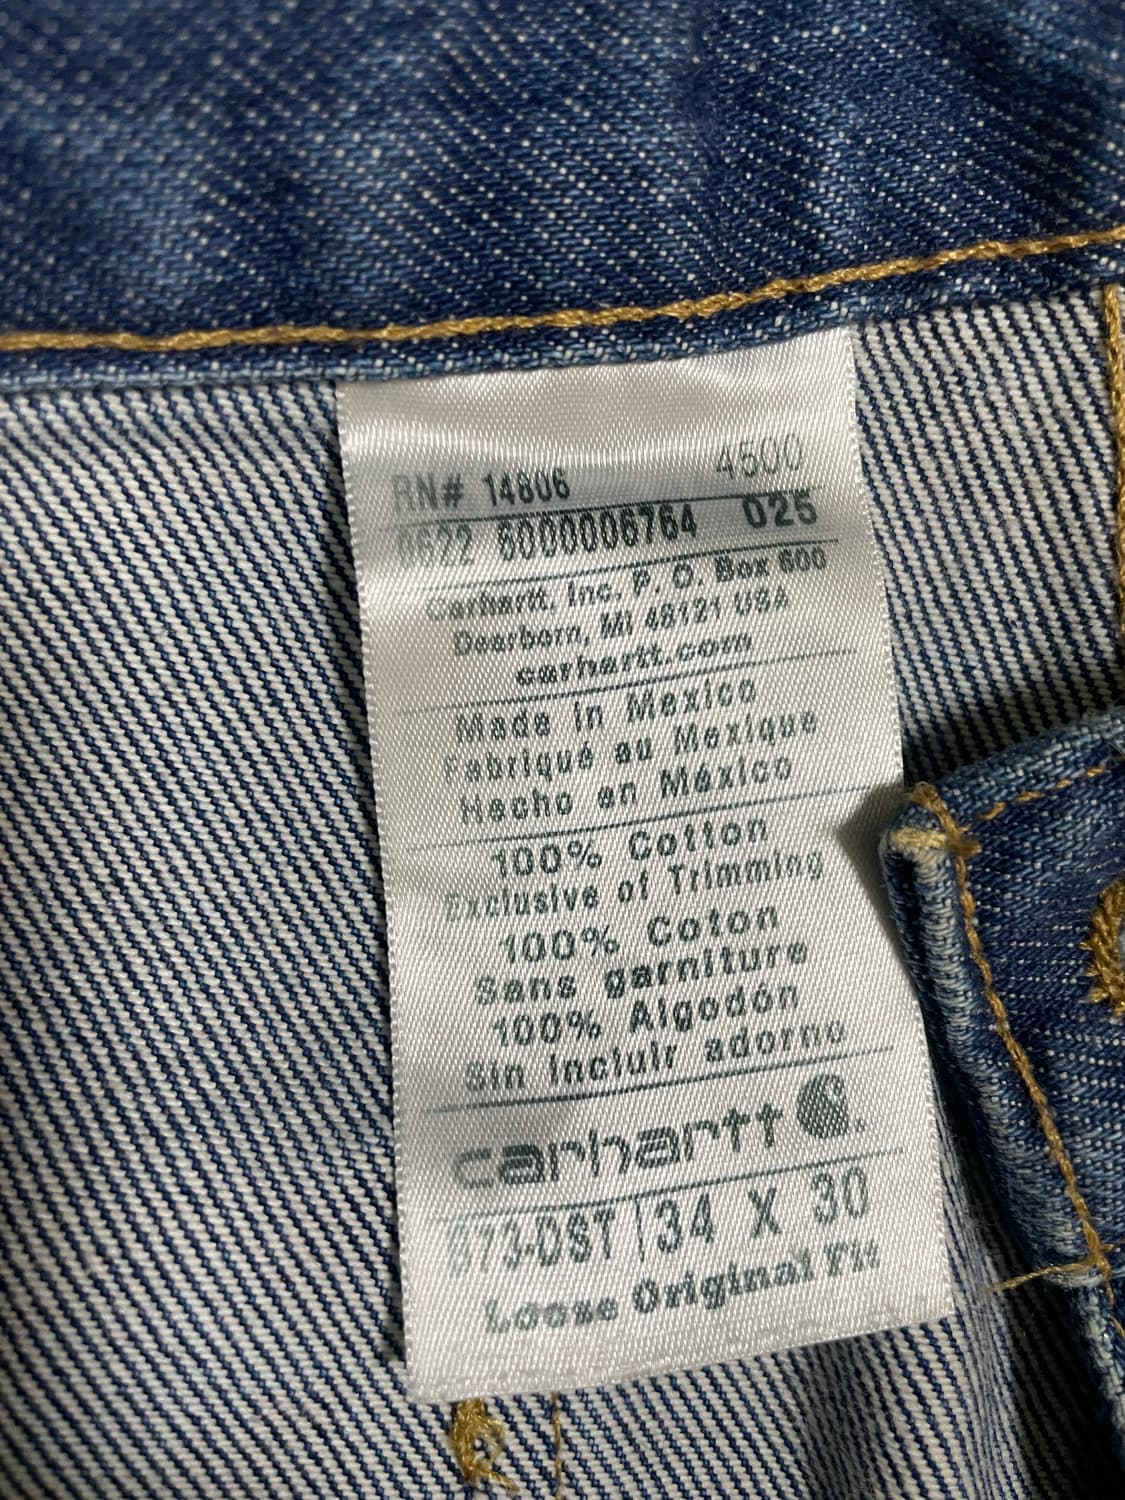 RN# 14806 4500
0622 6000006764 025
Carhartt, Inc. P. O. Box 600
Dearborn, MI 48121 USA
carhartt.com
Made in Mexico
Fabriqué au Mexique
Hecho en México
100% Cotton
Exclusive of Trimming
100% Coton
Sans garniture
100% Algodón
Sin incluir adorno
carhartt
B73-DST 34 X 30
Loose Original Fit